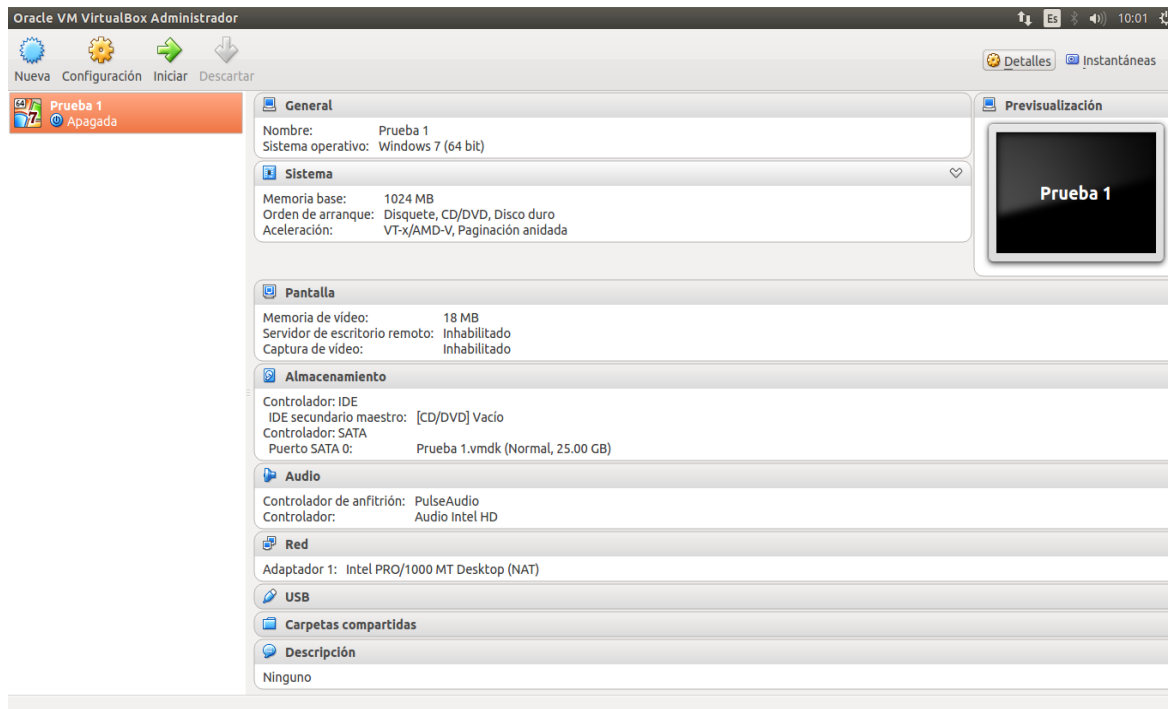 Oracle VM VirtualBox Administrador
Es 10:01
Nueva Configuración Iniciar Descartar
Detalles Instantáneas
64
7
Prueba 1
Apagada
General
Nombre: Prueba 1
Sistema operativo: Windows 7 (64 bit)
Sistema
Memoria base: 1024 MB
Orden de arranque: Disquete, CD/DVD, Disco duro
Aceleración: VT-x/AMD-V, Paginación anidada
Previsualización
Prueba 1
Pantalla
Memoria de vídeo: 18 MB
Servidor de escritorio remoto: Inhabilitado
Captura de vídeo: Inhabilitado
Almacenamiento
Controlador: IDE
IDE secundario maestro: [CD/DVD] Vacío
Controlador: SATA
Puerto SATA 0: Prueba 1.vmdk (Normal, 25.00 GB)
Audio
Controlador de anfitrión: PulseAudio
Controlador: Audio Intel HD
Red
Adaptador 1: Intel PRO/1000 MT Desktop (NAT)
USB
Carpetas compartidas
Descripción
Ninguno